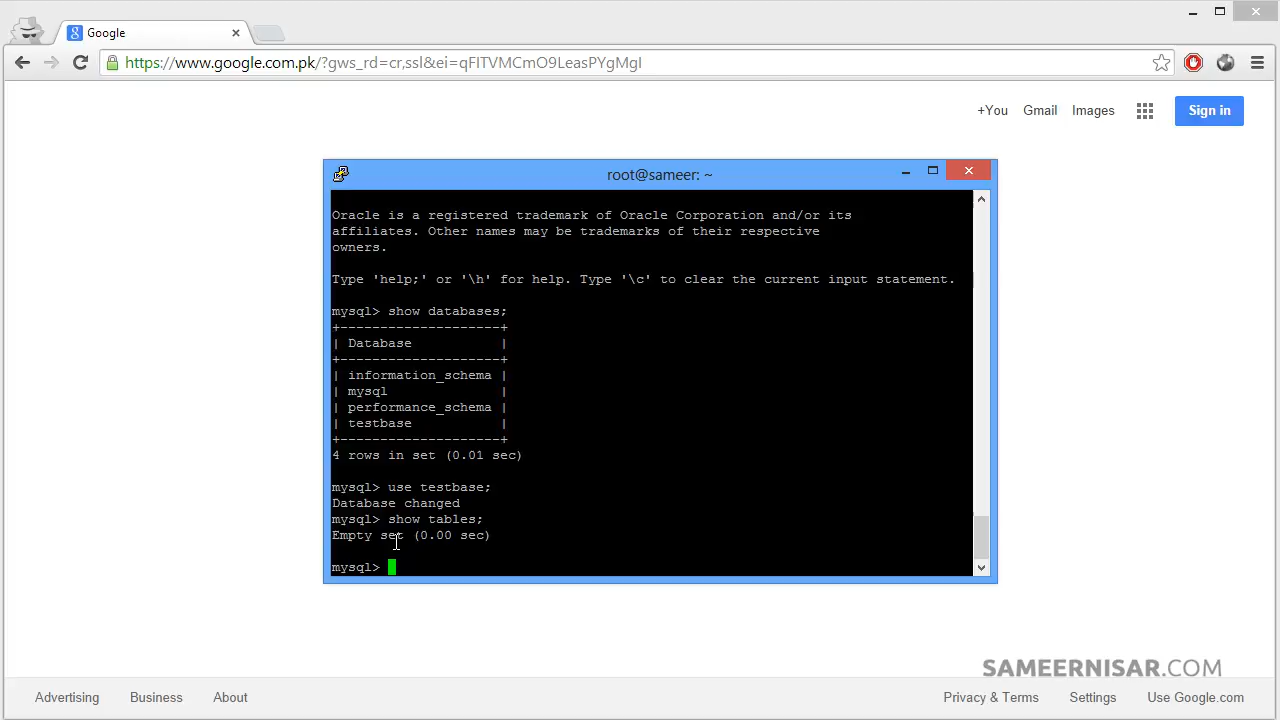 Google
https://www.google.com.pk/?gws_rd=cr,ssl&ei=qFITVMCmO9LeasPYgMgI
+You Gmail Images Sign in
root@sameer: ~
Oracle is a registered trademark of Oracle Corporation and/or its
affiliates. Other names may be trademarks of their respective
owners.
Type 'help;' or '\h' for help. Type '\c' to clear the current input statement.
mysql> show databases;
+--------------------+
| Database           |
+--------------------+
| information_schema |
| mysql              |
| performance_schema |
| testbase           |
+--------------------+
4 rows in set (0.01 sec)
mysql> use testbase;
Database changed
mysql> show tables;
Empty set (0.00 sec)
mysql>
SAMEERNISAR.COM
Advertising Business About Privacy & Terms Settings Use Google.com